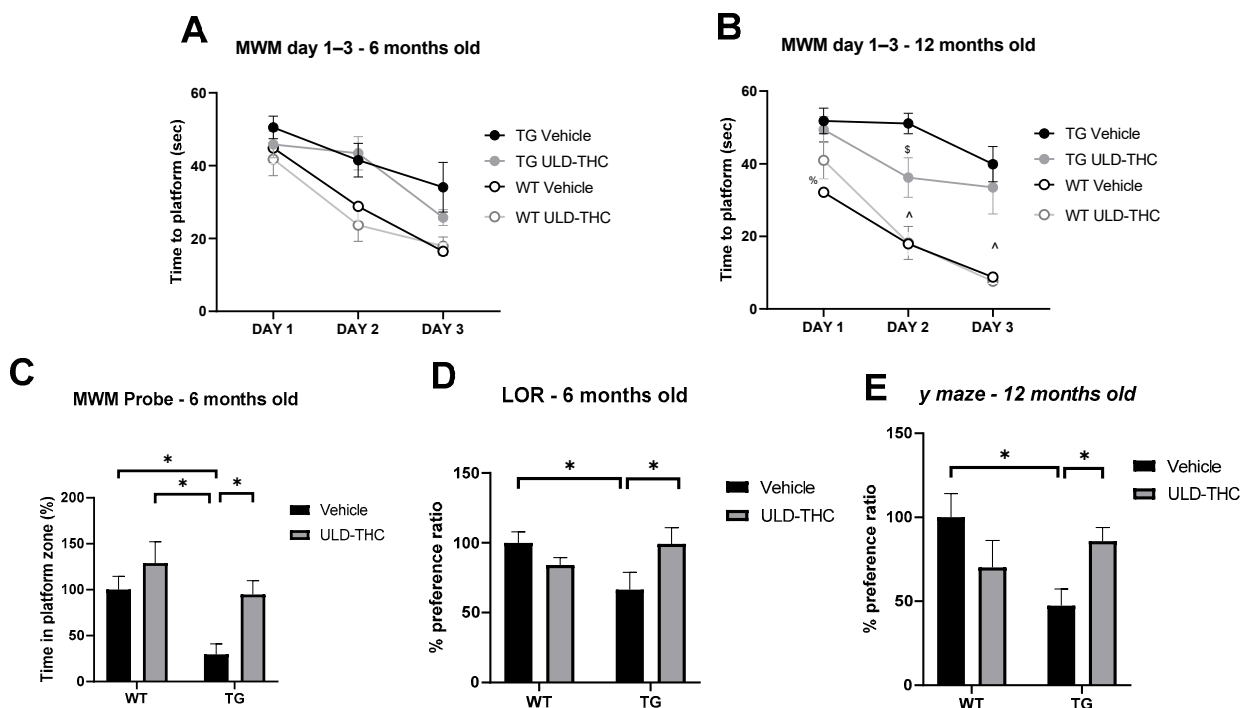 A
MWM day 1–3 - 6 months old
Time to platform (sec)
60
40
20
0
DAY 1
DAY 2
DAY 3
TG Vehicle
TG ULD-THC
WT Vehicle
WT ULD-THC
B
MWM day 1–3 - 12 months old
Time to platform (sec)
60
40
20
0
%
$
^
^
DAY 1
DAY 2
DAY 3
TG Vehicle
TG ULD-THC
WT Vehicle
WT ULD-THC
C
MWM Probe - 6 months old
Time in platform zone (%)
200
150
100
50
0
*
*
*
WT
TG
Vehicle
ULD-THC
D
LOR - 6 months old
% preference ratio
150
100
50
0
*
*
WT
TG
Vehicle
ULD-THC
E
y maze - 12 months old
% preference ratio
150
100
50
0
*
*
WT
TG
Vehicle
ULD-THC